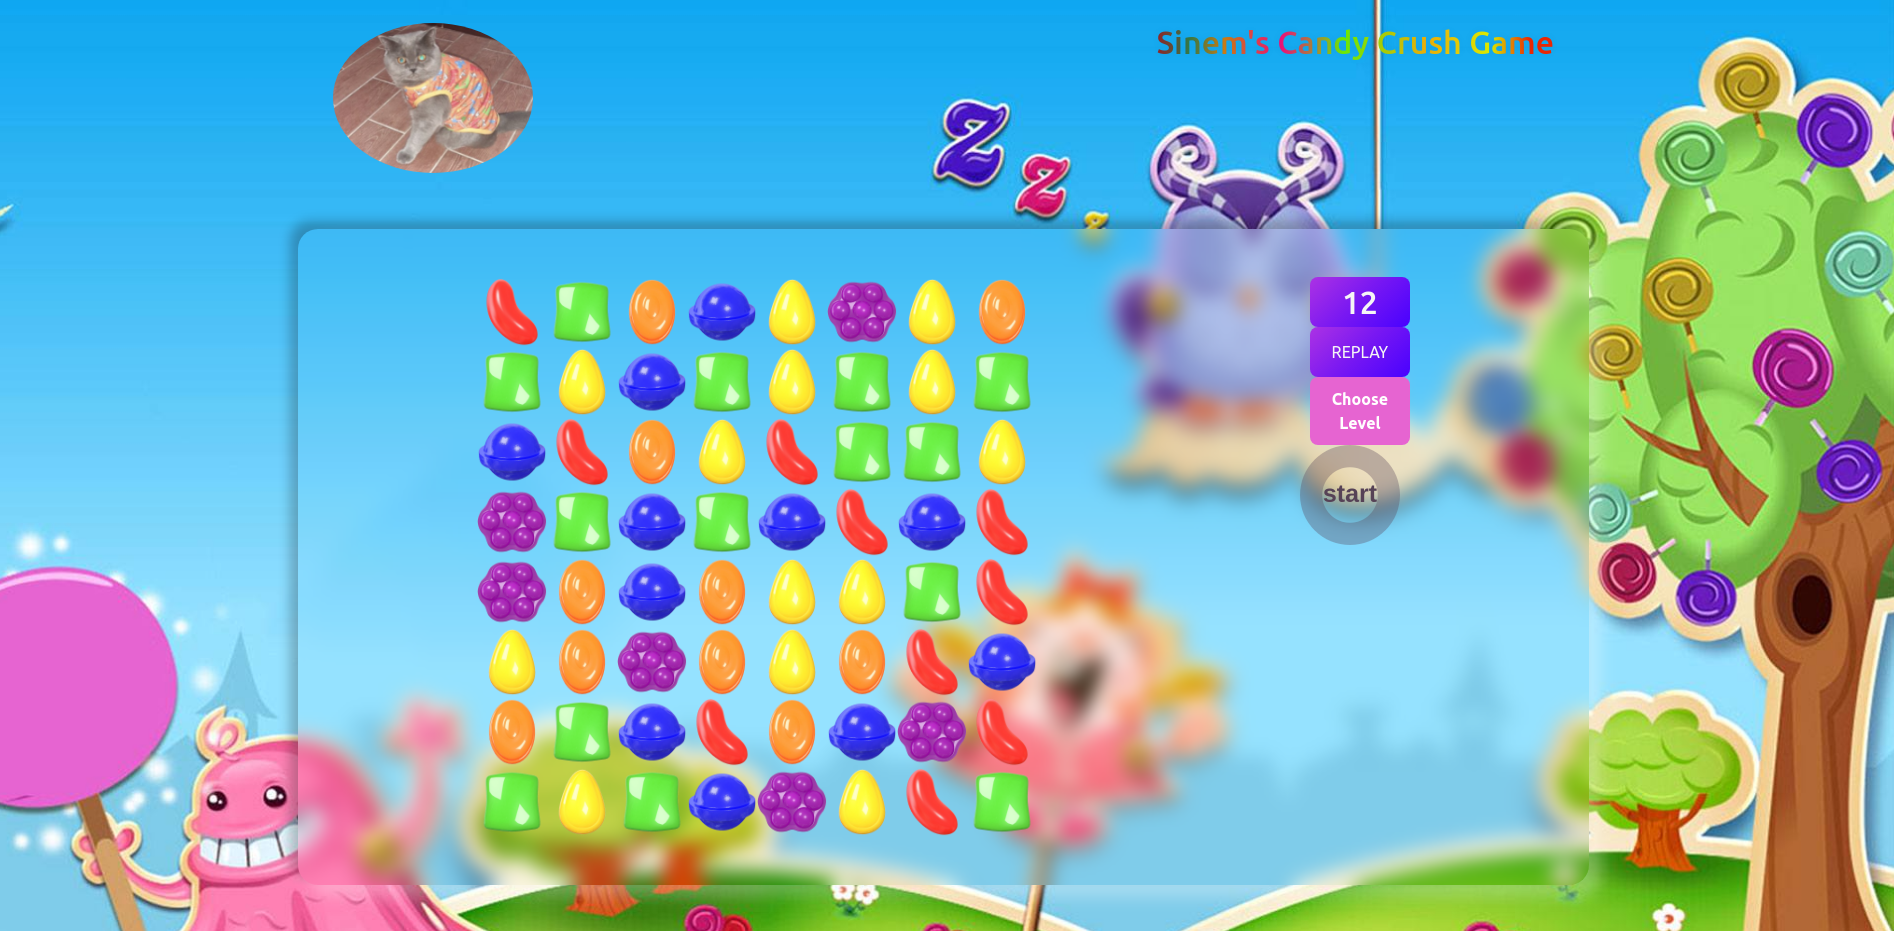 Sinem's Candy Crush Game
Z
Z
Z
12
REPLAY
Choose
Level
start